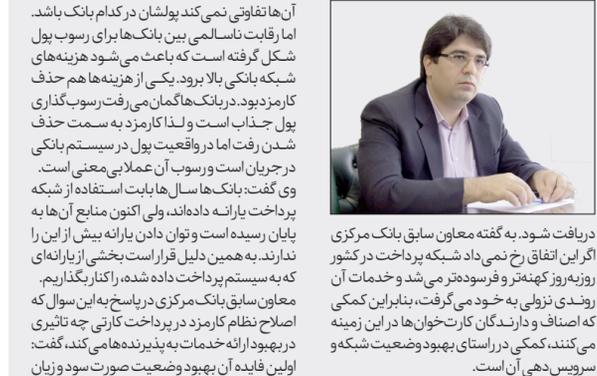 دریافت شود. به گفته معاون سابق بانک مرکزی
اگر این اتفاق رخ نمی‌داد شبکه پرداخت در کشور
روزبه‌روز کهنه‌تر و فرسوده‌تر می‌شد و خدمات آن
روندی نزولی به خود می‌گرفت، بنابراین کمکی
که اصناف و دارندگان کارت‌خوان‌ها در این زمینه
می‌کنند، کمکی در راستای بهبود وضعیت شبکه و
سرویس‌دهی آن است.
آن‌ها تفاوتی نمی‌کند پولشان در کدام بانک باشد.
اما رقابت ناسالمی بین بانک‌ها برای رسوب پول
شکل گرفته است که باعث می‌شود هزینه‌های
شبکه بانکی بالا برود. یکی از هزینه‌ها هم حذف
کارمزد بود. در بانک‌ها گمان می‌رفت رسوب‌گذاری
پول جذاب است و لذا کارمزد به سمت حذف
شدن رفت اما در واقعیت پول در سیستم بانکی
در جریان است و رسوب آن عملا بی‌معنی است.
وی گفت: بانک‌ها سال‌ها بابت استفاده از شبکه
پرداخت یارانه داده‌اند، ولی اکنون منابع آن‌ها به
پایان رسیده است و توان دادن یارانه بیش از این را
ندارند. به همین دلیل قرار است بخشی از یارانه‌ای
که به سیستم پرداخت داده شده، را کنار بگذاریم.
معاون سابق بانک مرکزی در پاسخ به این سوال که
اصلاح نظام کارمزد در پرداخت کارتی چه تاثیری
در بهبود ارائه خدمات به پذیرنده‌ها می‌کند، گفت:
اولین فایده آن بهبود وضعیت صورت سود و زیان